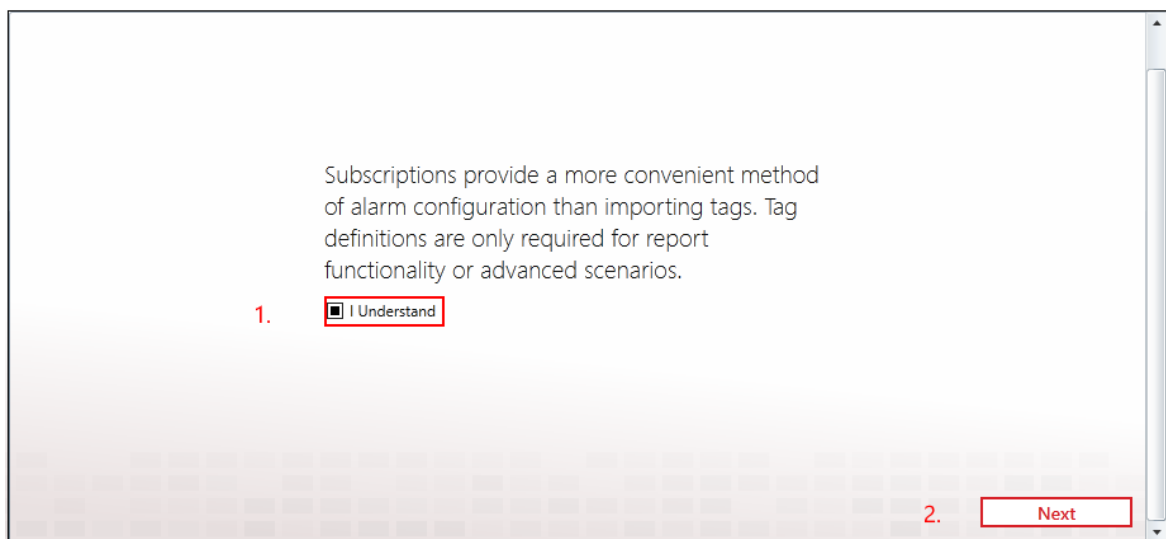 Subscriptions provide a more convenient method
of alarm configuration than importing tags. Tag
definitions are only required for report
functionality or advanced scenarios.
1. I Understand
2. Next